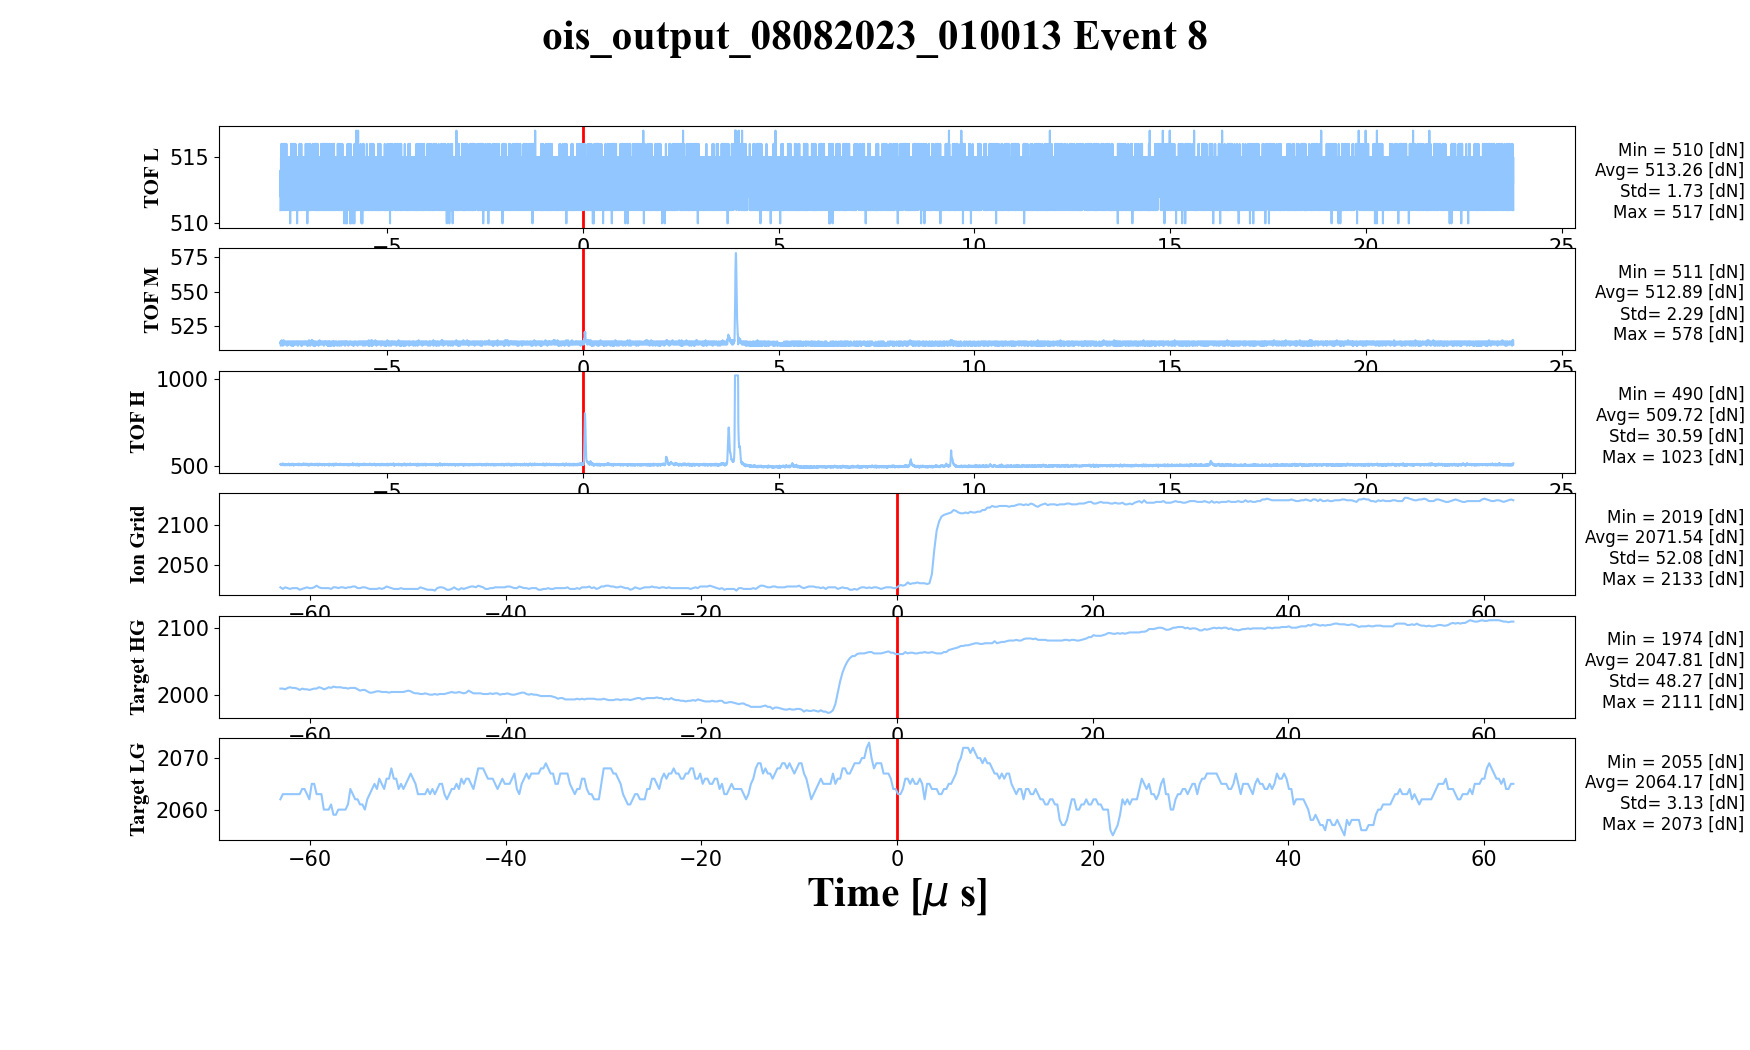 ois_output_08082023_010013 Event 8
TOF L
515
510
−5 0 5 10 15 20 25
Min = 510 [dN]
Avg= 513.26 [dN]
Std= 1.73 [dN]
Max = 517 [dN]
TOF M
575
550
525
−5 0 5 10 15 20 25
Min = 511 [dN]
Avg= 512.89 [dN]
Std= 2.29 [dN]
Max = 578 [dN]
TOF H
1000
500
−5 0 5 10 15 20 25
Min = 490 [dN]
Avg= 509.72 [dN]
Std= 30.59 [dN]
Max = 1023 [dN]
Ion Grid
2100
2050
−60 −40 −20 0 20 40 60
Min = 2019 [dN]
Avg= 2071.54 [dN]
Std= 52.08 [dN]
Max = 2133 [dN]
Target HG
2100
2000
−60 −40 −20 0 20 40 60
Min = 1974 [dN]
Avg= 2047.81 [dN]
Std= 48.27 [dN]
Max = 2111 [dN]
Target LG
2070
2060
−60 −40 −20 0 20 40 60
Min = 2055 [dN]
Avg= 2064.17 [dN]
Std= 3.13 [dN]
Max = 2073 [dN]
Time [μ s]